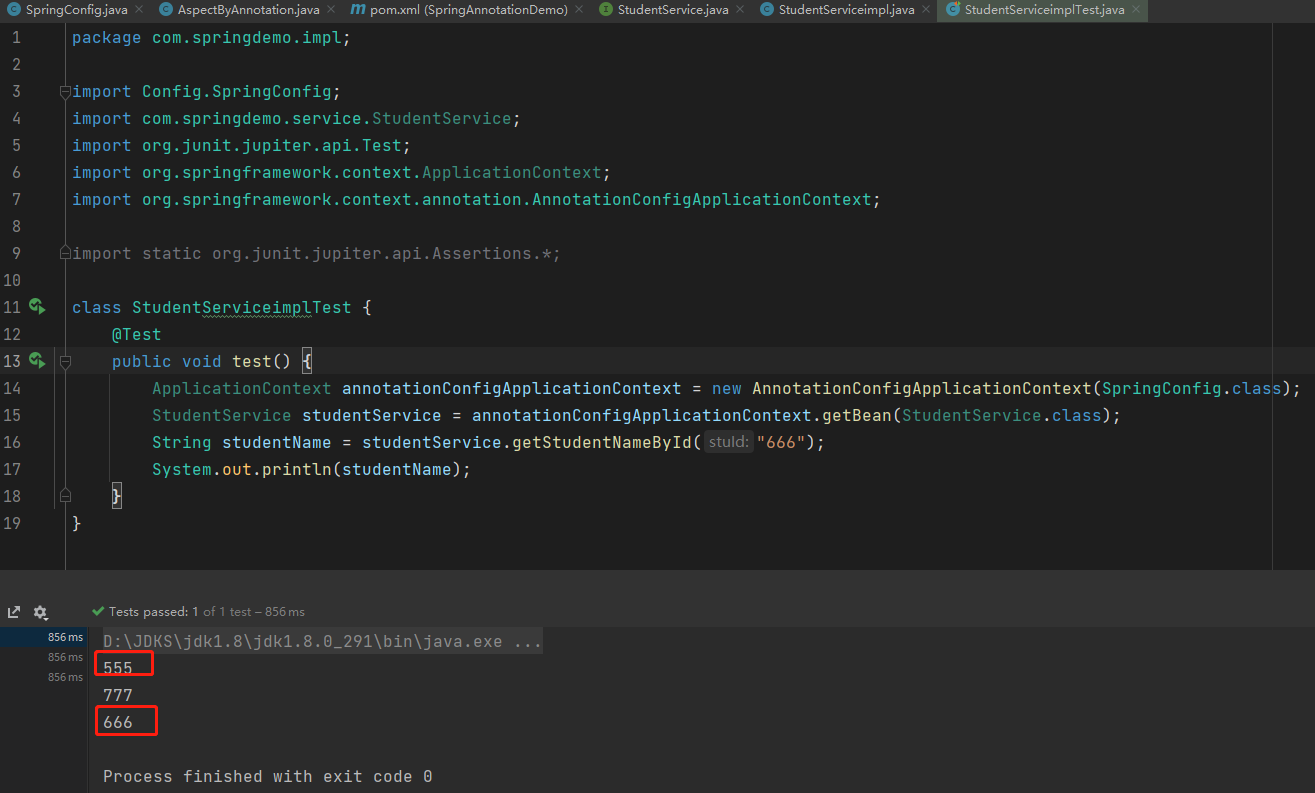 SpringConfig.java AspectByAnnotation.java pom.xml (SpringAnnotationDemo) StudentService.java StudentServiceimpl.java StudentServiceimplTest.java
1 package com.springdemo.impl;
2
3 import Config.SpringConfig;
4 import com.springdemo.service.StudentService;
5 import org.junit.jupiter.api.Test;
6 import org.springframework.context.ApplicationContext;
7 import org.springframework.context.annotation.AnnotationConfigApplicationContext;
8
9 import static org.junit.jupiter.api.Assertions.*;
10
11 class StudentServiceimplTest {
12 @Test
13 public void test() {
14 ApplicationContext annotationConfigApplicationContext = new AnnotationConfigApplicationContext(SpringConfig.class);
15 StudentService studentService = annotationConfigApplicationContext.getBean(StudentService.class);
16 String studentName = studentService.getStudentNameById( stuId: "666");
17 System.out.println(studentName);
18 }
19 }
Tests passed: 1 of 1 test – 856 ms
856 ms D:\JDKS\jdk1.8\jdk1.8.0_291\bin\java.exe ...
856 ms 555
856 ms
777
666
Process finished with exit code 0